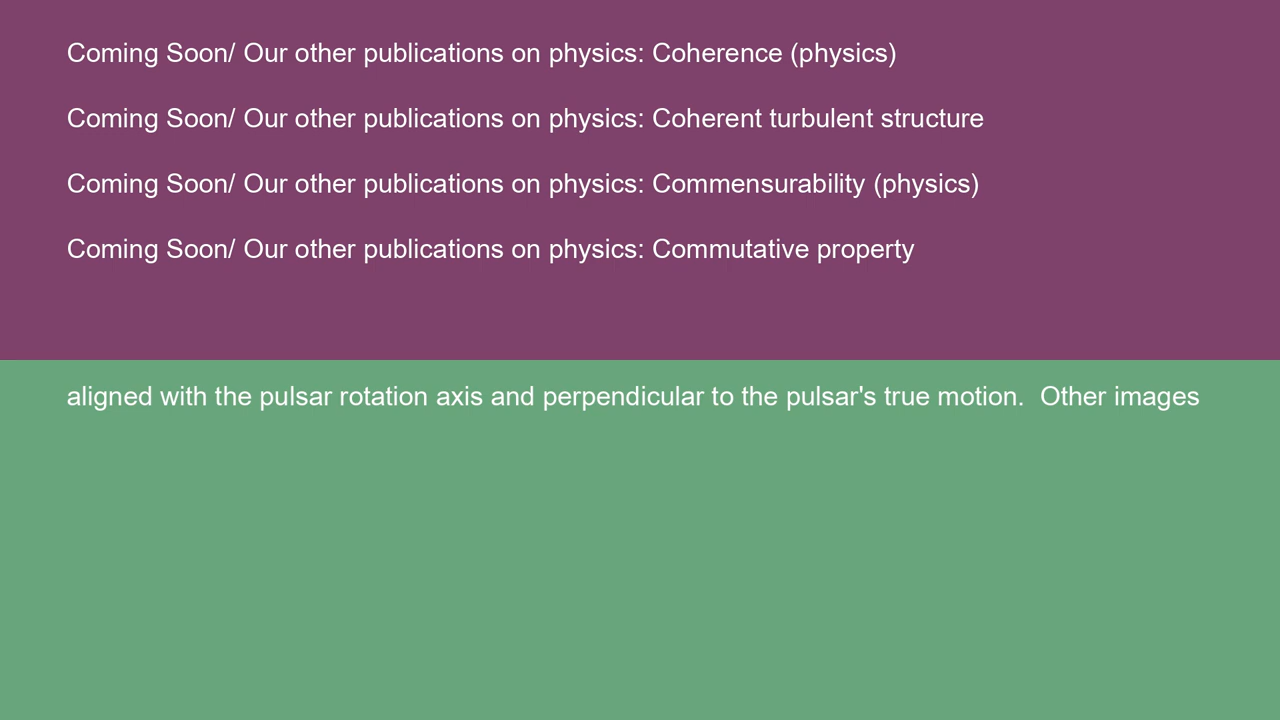 Coming Soon/ Our other publications on physics: Coherence (physics)
Coming Soon/ Our other publications on physics: Coherent turbulent structure
Coming Soon/ Our other publications on physics: Commensurability (physics)
Coming Soon/ Our other publications on physics: Commutative property
aligned with the pulsar rotation axis and perpendicular to the pulsar's true motion.  Other images